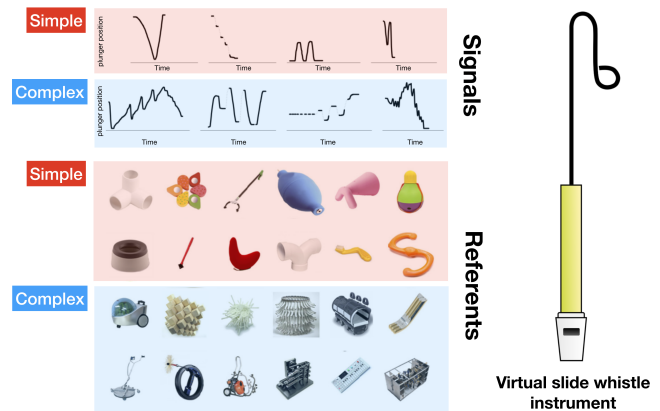 Simple
plunger position
Time
Time
Time
Time
Signals
Complex
plunger position
Time
Time
Time
Time
Simple
Referents
Complex
Virtual slide whistle
instrument